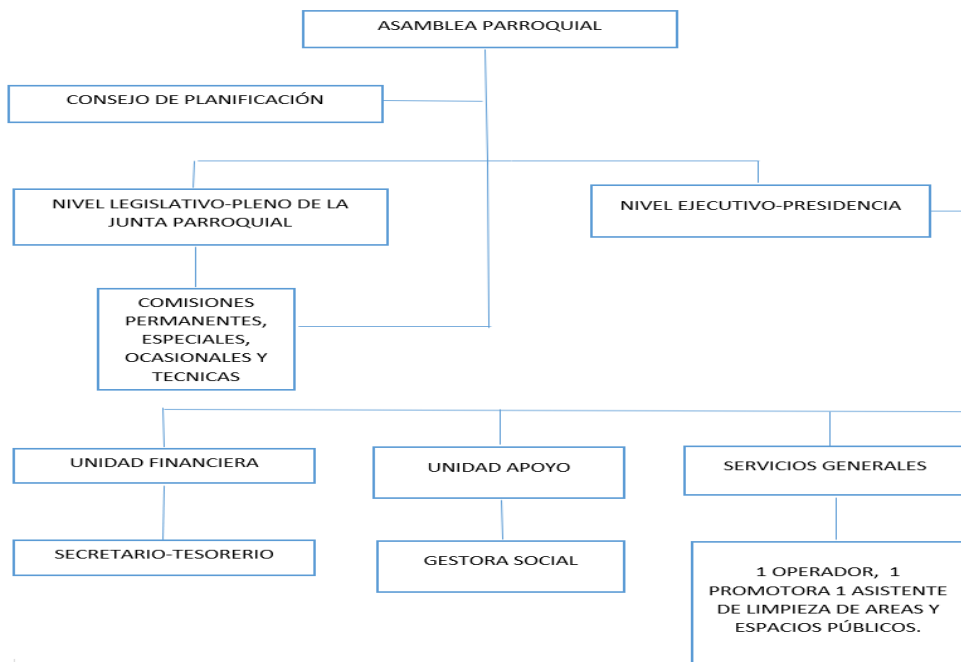 ASAMBLEA PARROQUIAL
CONSEJO DE PLANIFICACIÓN
NIVEL LEGISLATIVO-PLENO DE LA
JUNTA PARROQUIAL
NIVEL EJECUTIVO-PRESIDENCIA
COMISIONES
PERMANENTES,
ESPECIALES,
OCASIONALES Y
TECNICAS
UNIDAD FINANCIERA
UNIDAD APOYO
SERVICIOS GENERALES
SECRETARIO-TESORERIO
GESTORA SOCIAL
1 OPERADOR, 1
PROMOTORA 1 ASISTENTE
DE LIMPIEZA DE AREAS Y
ESPACIOS PÚBLICOS.